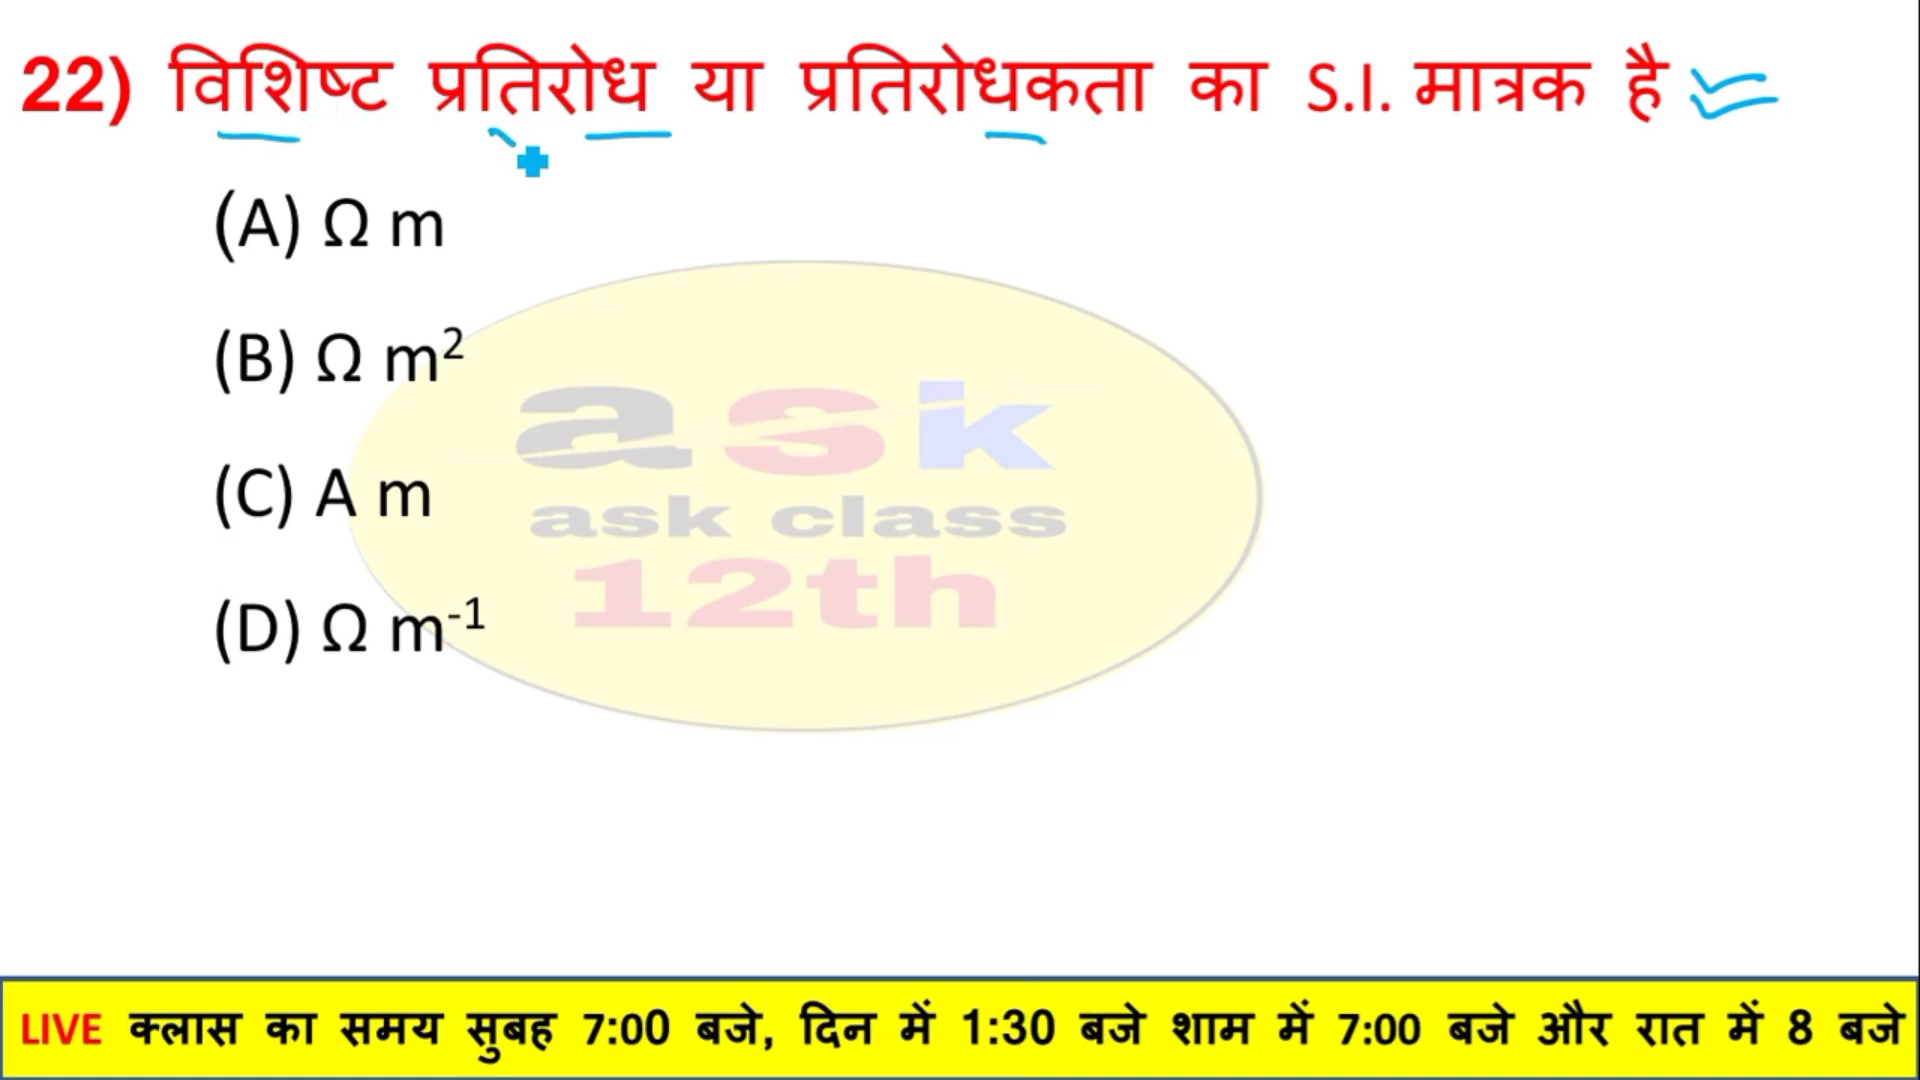 22) विशिष्ट प्रतिरोध या प्रतिरोधकता का S.I. मात्रक है
(A) Ω m
(B) Ω m²
(C) A m
(D) Ω m⁻¹
ask
ask class
12th
LIVE क्लास का समय सुबह 7:00 बजे, दिन में 1:30 बजे शाम में 7:00 बजे और रात में 8 बजे